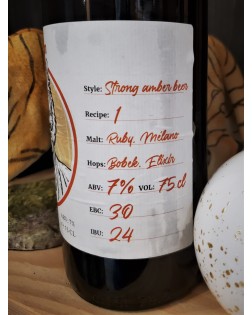 Style: Strong amber beer
Recipe: 1
Malt: Ruby. Mélano
Hops: Bobek. Elixir
ABV: 7% VOL: 75 cl
EBC: 30
IBU: 24